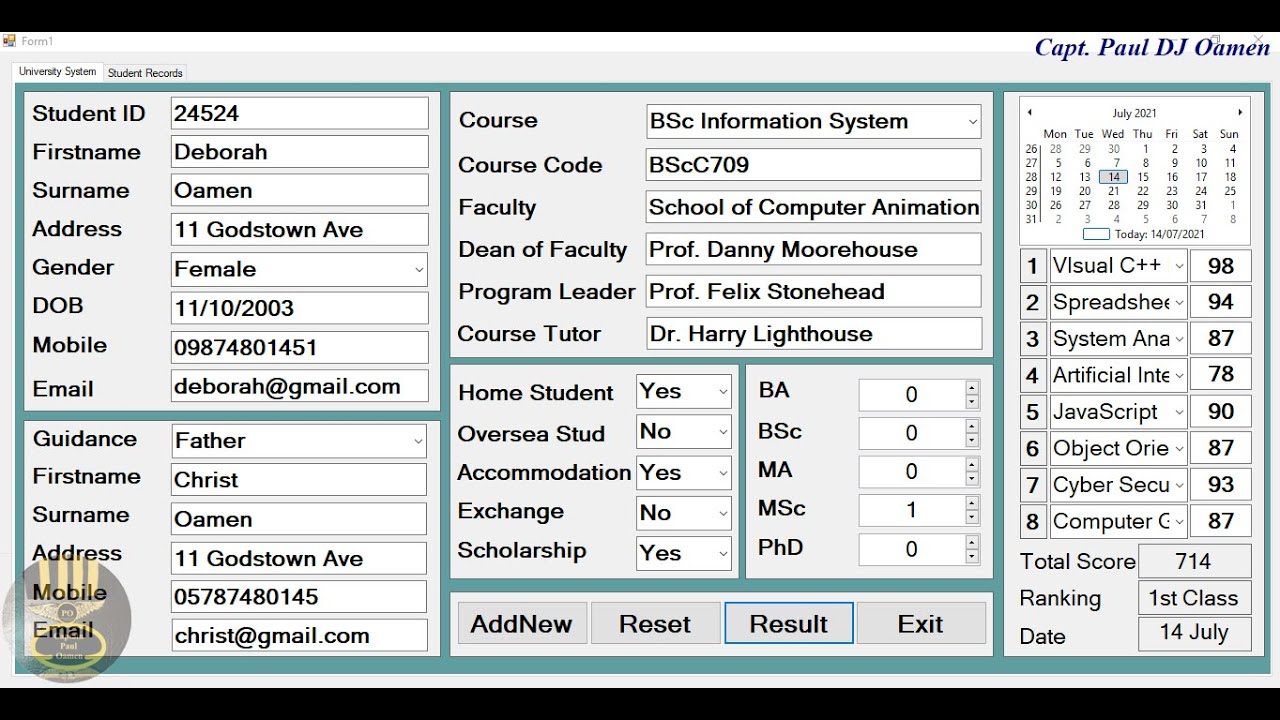 Form1
Capt. Paul DJ Oamen
University System Student Records
Student ID 24524
Firstname Deborah
Surname Oamen
Address 11 Godstown Ave
Gender Female
DOB 11/10/2003
Mobile 09874801451
Email deborah@gmail.com
Guidance Father
Firstname Christ
Surname Oamen
Address 11 Godstown Ave
Mobile 05787480145
Email christ@gmail.com
PO
Paul
Oamen
Course BSc Information System
Course Code BScC709
Faculty School of Computer Animation
Dean of Faculty Prof. Danny Moorehouse
Program Leader Prof. Felix Stonehead
Course Tutor Dr. Harry Lighthouse
Home Student Yes
Oversea Stud No
Accommodation Yes
Exchange No
Scholarship Yes
BA 0
BSc 0
MA 0
MSc 1
PhD 0
AddNew Reset Result Exit
July 2021
Mon Tue Wed Thu Fri Sat Sun
26 28 29 30 1 2 3 4
27 5 6 7 8 9 10 11
28 12 13 14 15 16 17 18
29 19 20 21 22 23 24 25
30 26 27 28 29 30 31 1
31 2 3 4 5 6 7 8
Today: 14/07/2021
1 VIsual C++ 98
2 Spreadshee 94
3 System Ana 87
4 Artificial Inte 78
5 JavaScript 90
6 Object Orie 87
7 Cyber Secu 93
8 Computer G 87
Total Score 714
Ranking 1st Class
Date 14 July